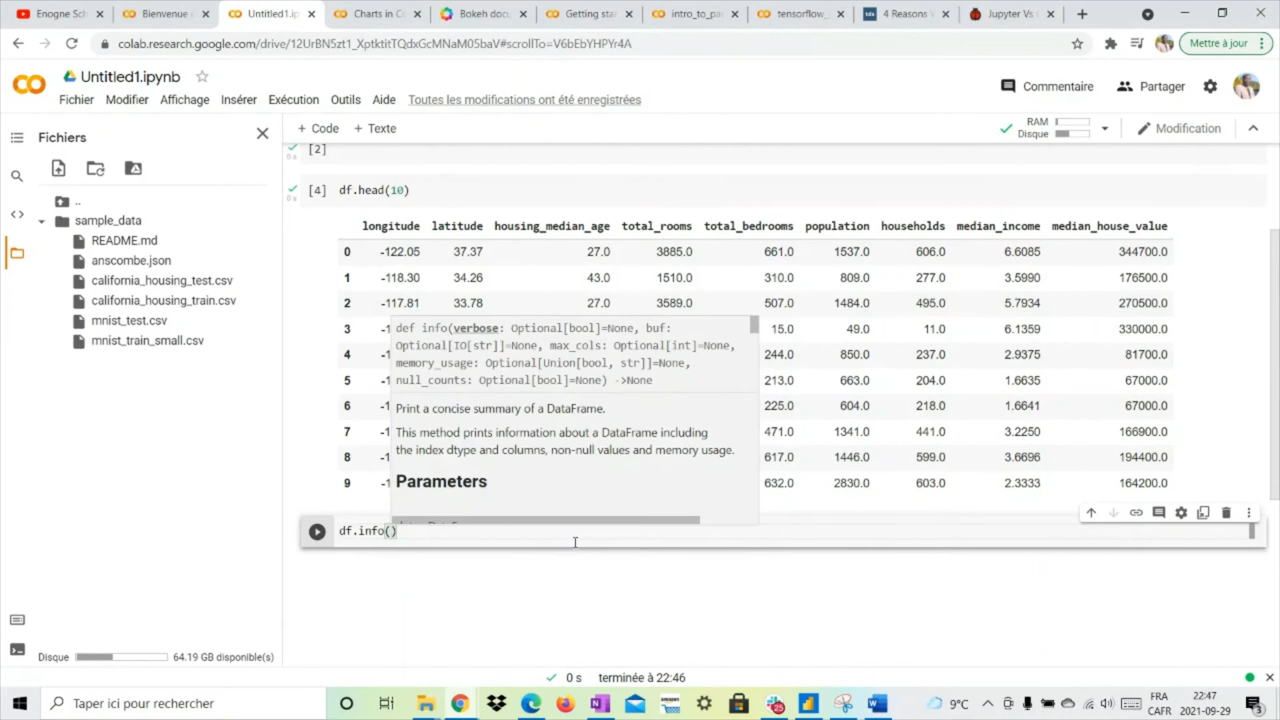 Enogne Sch
Bienvenue
Untitled1.ip
Charts in C
Bokeh doc
Getting sta
intro_to_pa
tensorflow_
4 Reasons V
Jupyter Vs
colab.research.google.com/drive/12UrBN5zt1_XptktitTQdxGcMNaM05baV#scrollTo=V6bEbYHPYr4A
Mettre à jour
Untitled1.ipynb
Commentaire
Partager
Fichier Modifier Affichage Insérer Exécution Outils Aide Toutes les modifications ont été enregistrées
Fichiers
+ Code + Texte
RAM
Disque
Modification
..
sample_data
README.md
anscombe.json
california_housing_test.csv
california_housing_train.csv
mnist_test.csv
mnist_train_small.csv
Disque 64.19 GB disponible(s)
0 s [2]
0 s [4] df.head(10)
longitude latitude housing_median_age total_rooms total_bedrooms population households median_income median_house_value
0 -122.05 37.37 27.0 3885.0 661.0 1537.0 606.0 6.6085 344700.0
1 -118.30 34.26 43.0 1510.0 310.0 809.0 277.0 3.5990 176500.0
2 -117.81 33.78 27.0 3589.0 507.0 1484.0 495.0 5.7934 270500.0
3 -1 15.0 49.0 11.0 6.1359 330000.0
4 -1 244.0 850.0 237.0 2.9375 81700.0
5 -1 213.0 663.0 204.0 1.6635 67000.0
6 -1 225.0 604.0 218.0 1.6641 67000.0
7 -1 471.0 1341.0 441.0 3.2250 166900.0
8 -1 617.0 1446.0 599.0 3.6696 194400.0
9 -1 632.0 2830.0 603.0 2.3333 164200.0
def info(verbose: Optional[bool]=None, buf:
Optional[IO[str]]=None, max_cols: Optional[int]=None,
memory_usage: Optional[Union[bool, str]]=None,
null_counts: Optional[bool]=None) ->None
Print a concise summary of a DataFrame.
This method prints information about a DataFrame including
the index dtype and columns, non-null values and memory usage.
Parameters
df.info()
0 s terminée à 22:46
Taper ici pour rechercher
25
9°C
FRA
CAFR
22:47
2021-09-29
3